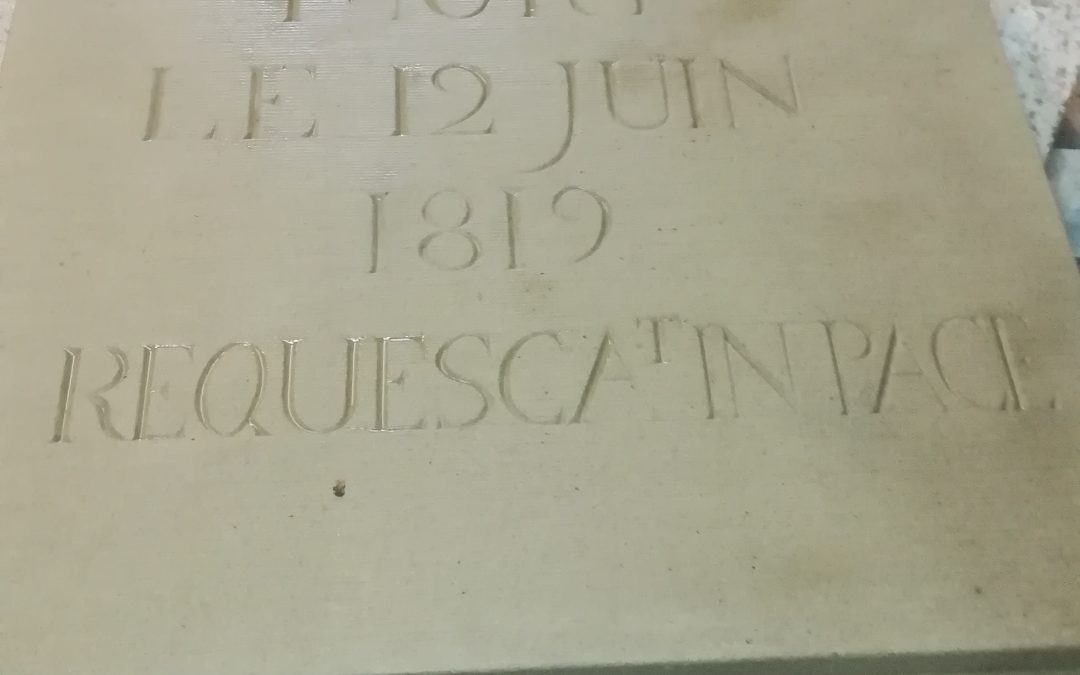 LE 12 JUIN
1819
REQUESCAT IN PACE